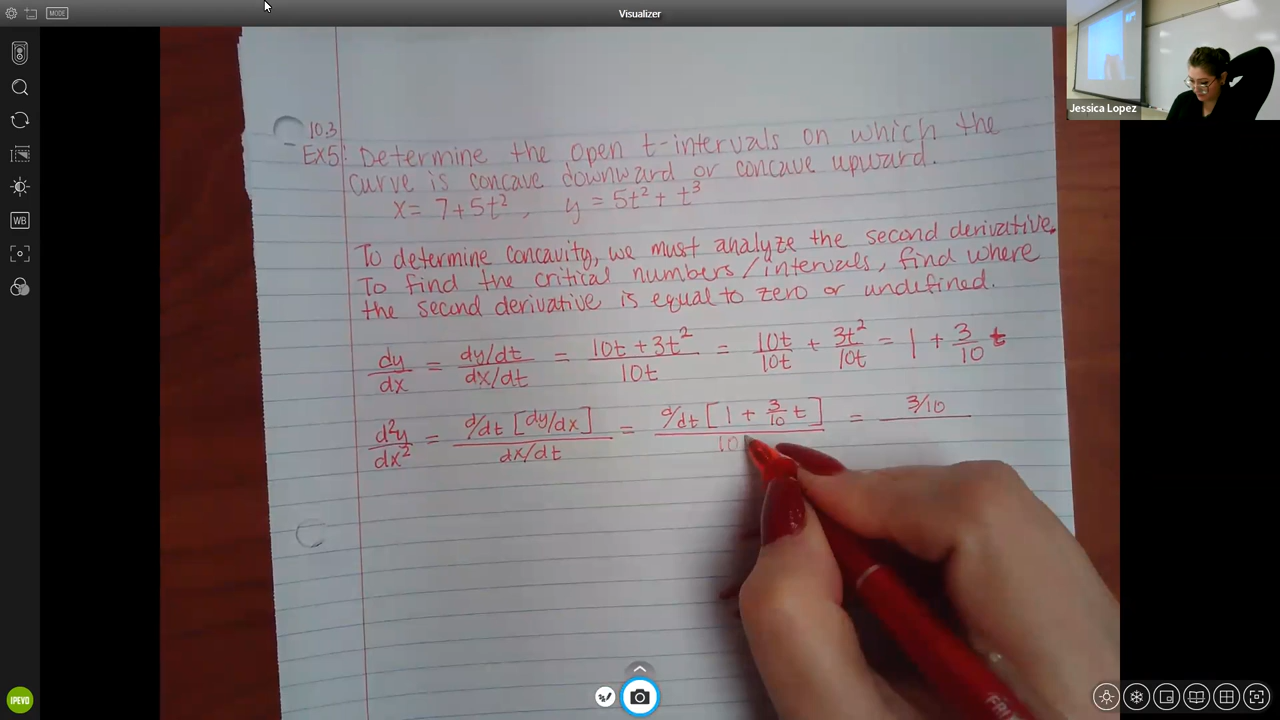 MODE
Visualizer
Jessica Lopez
10.3
EX5: Determine the open t-intervals on which the
curve is concave downward or concave upward.
x = 7+5t², y = 5t² + t³
To determine concavity, we must analyze the second derivative.
To find the critical numbers/intervals, find where
the second derivative is equal to zero or undefined.
dy/dx = dy/dt / dx/dt = 10t + 3t² / 10t = 10t/10t + 3t²/10t = 1 + 3/10 t
d²y/dx² = d/dt [dy/dx] / dx/dt = d/dt [1 + 3/10 t] / 10 = 3/10
WB
IPEVO